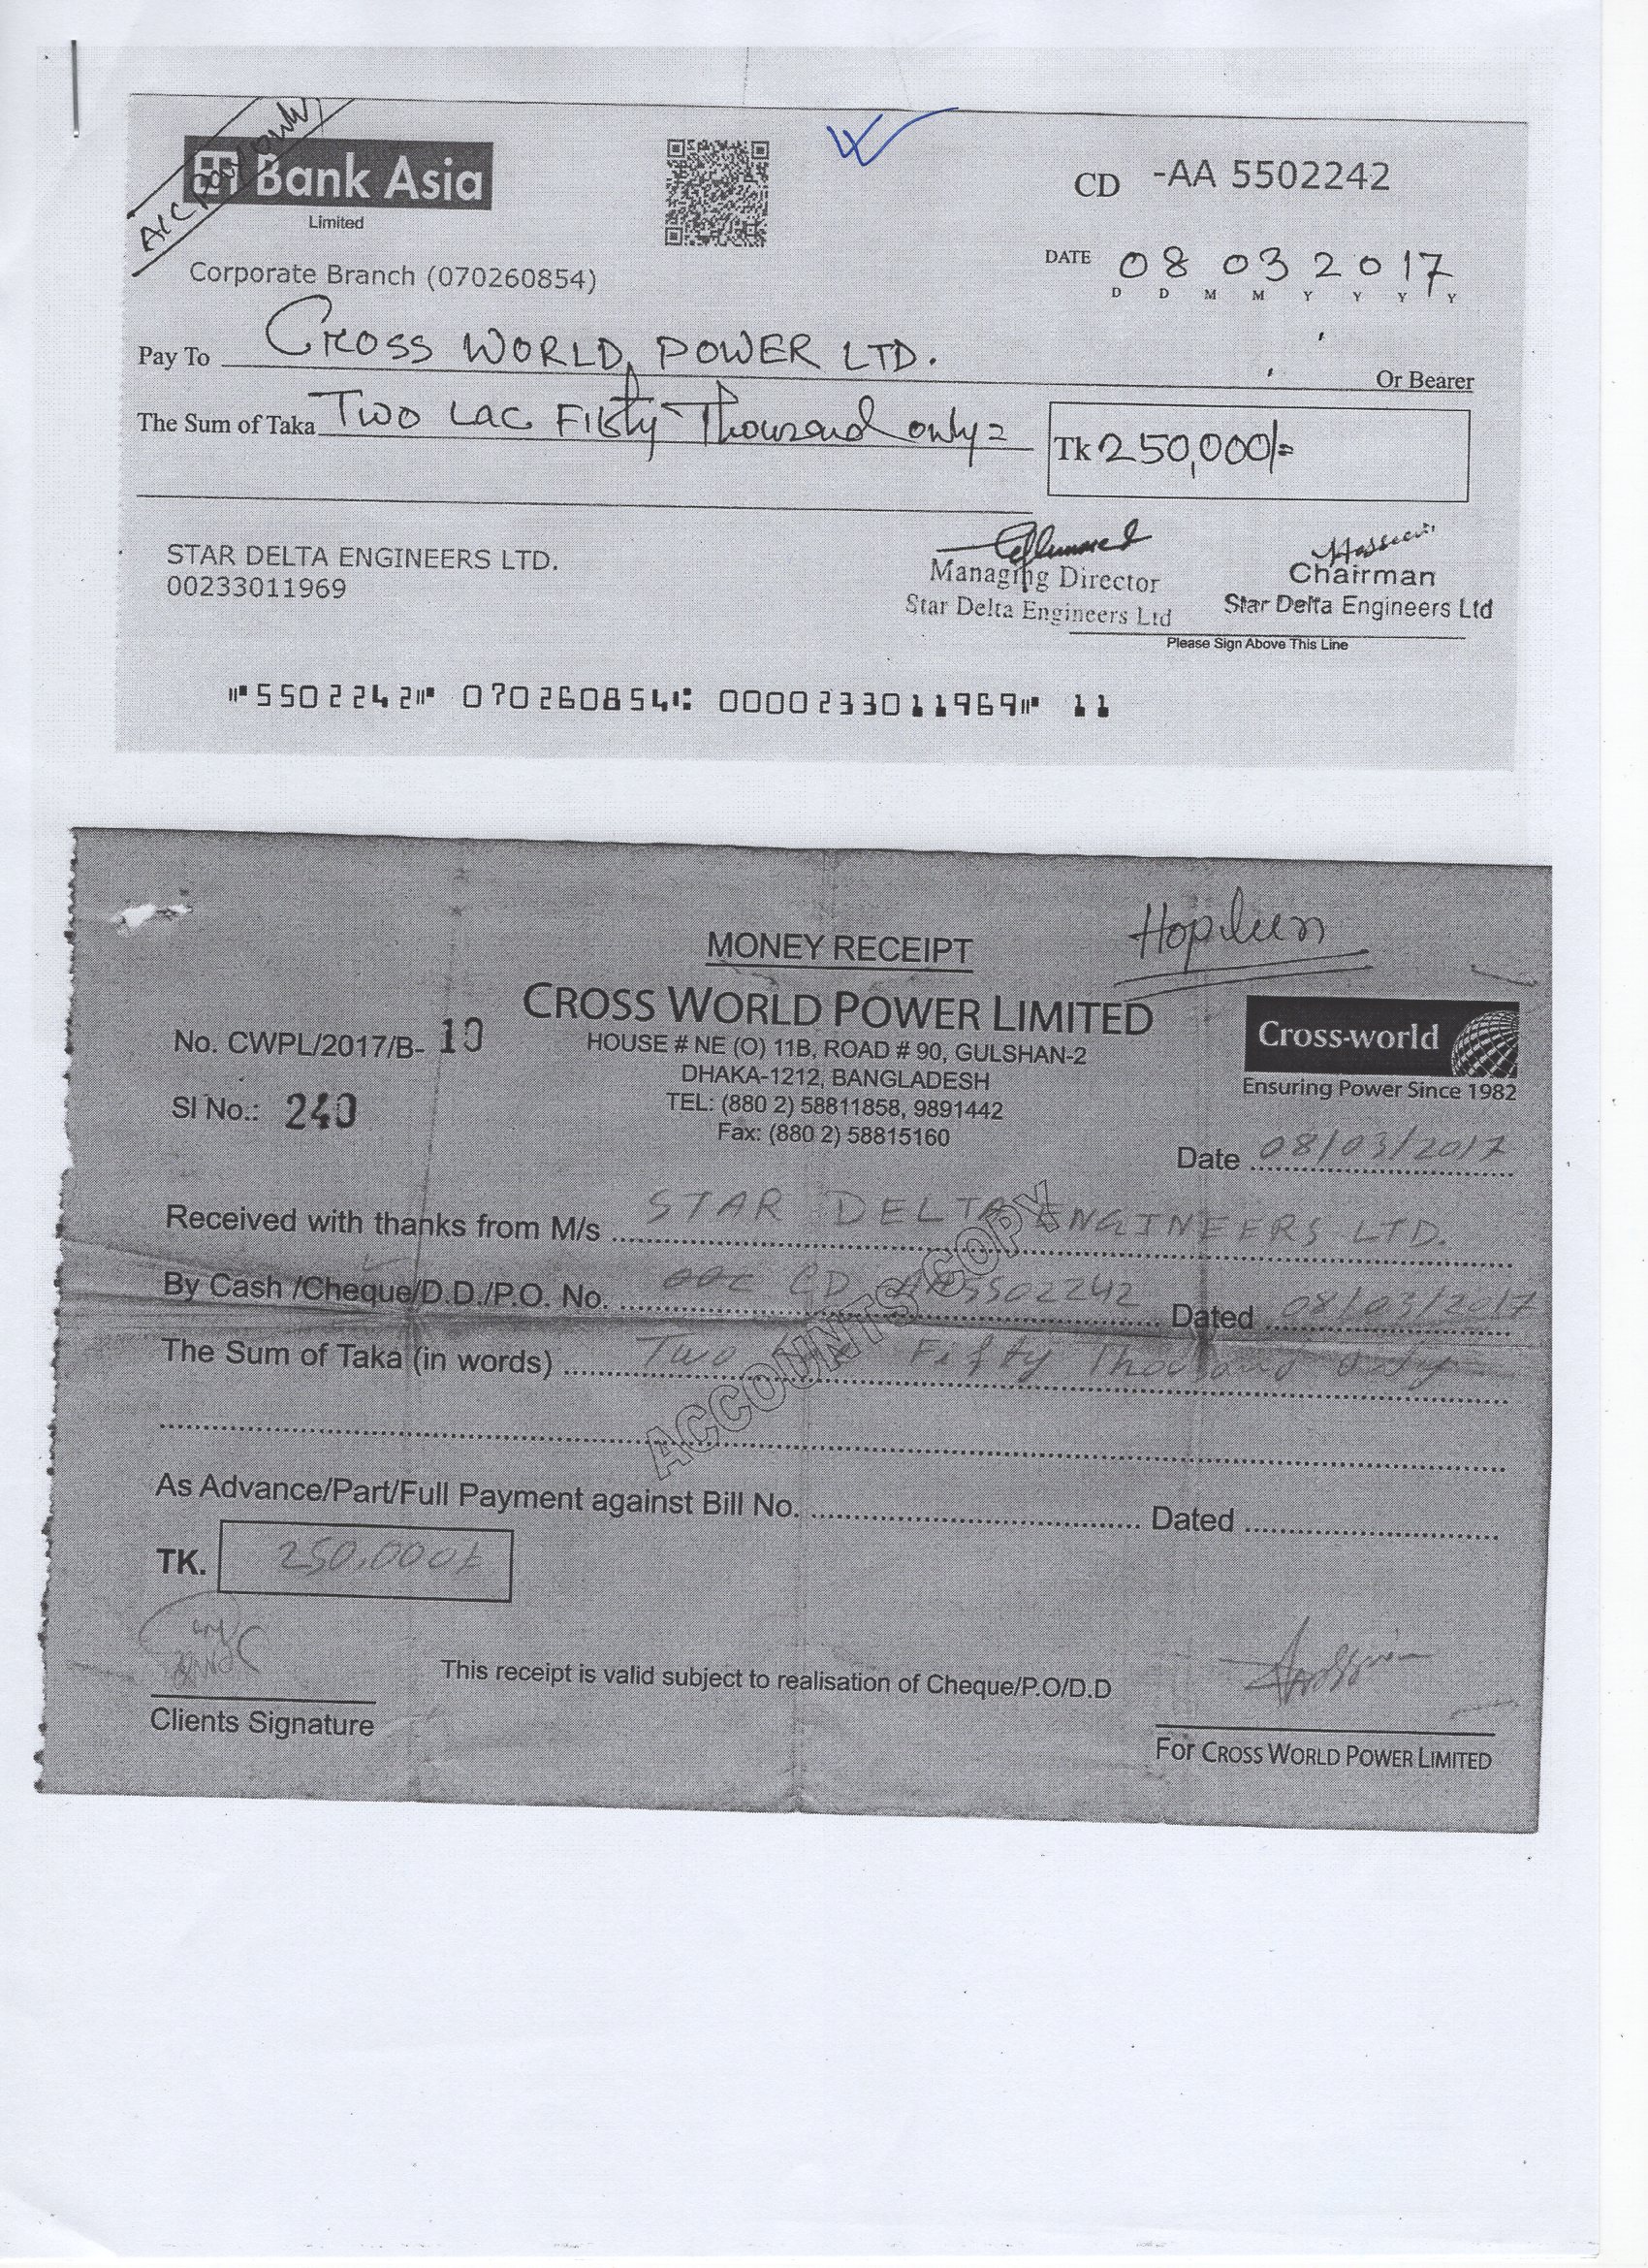 A/C Pay only
Bank Asia
Limited
CD -AA 5502242
Corporate Branch (070260854)
DATE 08 03 2017
D D M M Y Y Y Y
Pay To CROSS WORLD POWER LTD.
Or Bearer
The Sum of Taka Two Lac Fifty Thousand only=
Tk 250,000/=
STAR DELTA ENGINEERS LTD.
00233011969
Managing Director
Star Delta Engineers Ltd
Chairman
Star Delta Engineers Ltd
Please Sign Above This Line
⑈5502242⑈ 070260854⑆ 0000233011969⑈ 11
MONEY RECEIPT
CROSS WORLD POWER LIMITED
No. CWPL/2017/B- 10
HOUSE # NE (O) 11B, ROAD # 90, GULSHAN-2
DHAKA-1212, BANGLADESH
Cross-world
Ensuring Power Since 1982
SI No.: 240
TEL: (880 2) 58811858, 9891442
Fax: (880 2) 58815160
Date 08/03/2017
Received with thanks from M/s STAR DELTA ENGINEERS LTD.
By Cash /Cheque/D.D./P.O. No. CD AA5502242 Dated 08/03/2017
The Sum of Taka (in words) Two Fifty Thousand only
ACCOUNTS COPY
As Advance/Part/Full Payment against Bill No. Dated
TK. 250,000/=
This receipt is valid subject to realisation of Cheque/P.O/D.D
Clients Signature
For CROSS WORLD POWER LIMITED